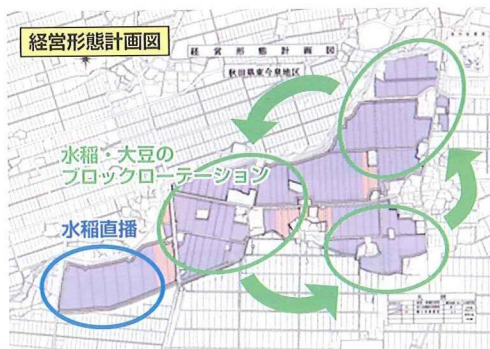 経営形態計画図
経営形態計画図
秋田県東今泉地区
水稲・大豆の
ブロックローテーション
水稲直播